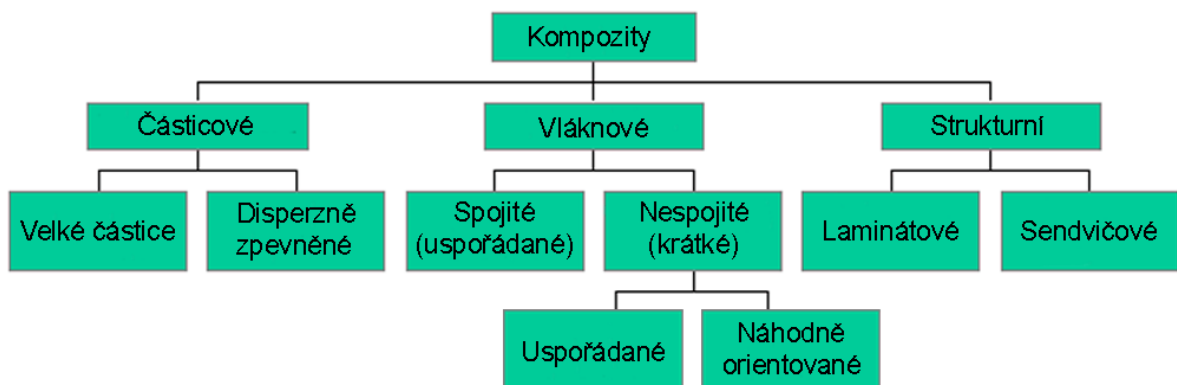 Kompozity
Částicové
Vláknové
Strukturní
Velké částice
Disperzně
zpevněné
Spojité
(uspořádané)
Nespojité
(krátké)
Laminátové
Sendvičové
Uspořádané
Náhodně
orientované